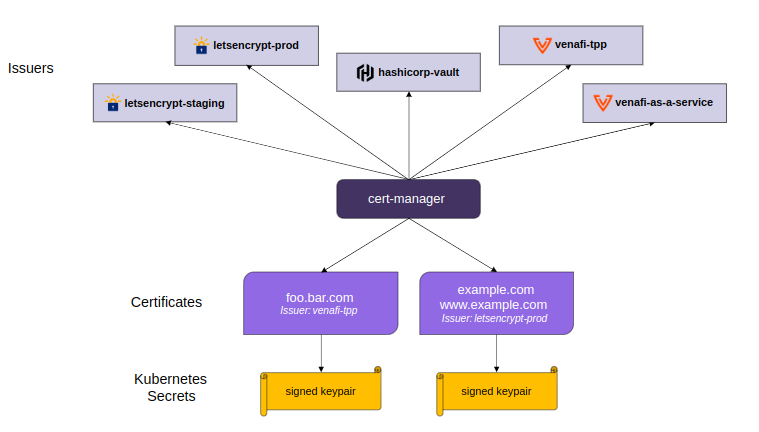 Issuers
letsencrypt-prod
venafi-tpp
hashicorp-vault
letsencrypt-staging
venafi-as-a-service
cert-manager
Certificates
foo.bar.com
Issuer: venafi-tpp
example.com
www.example.com
Issuer: letsencrypt-prod
Kubernetes
Secrets
signed keypair
signed keypair